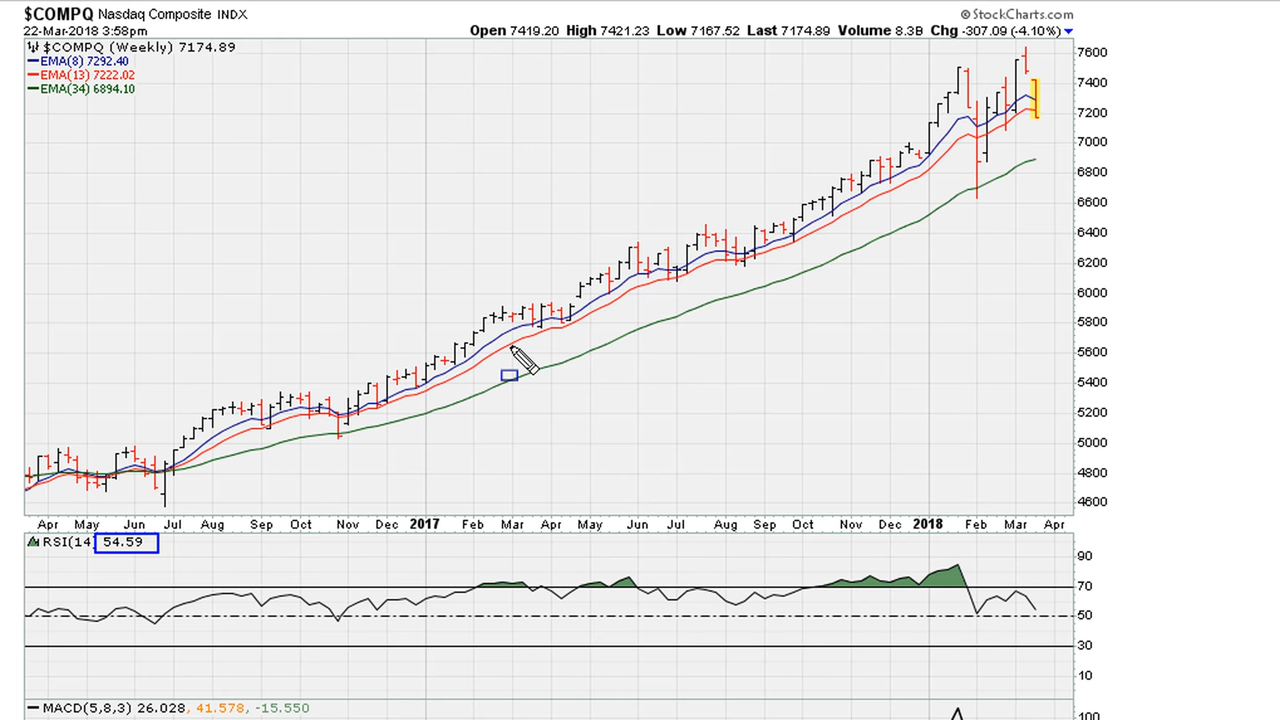 $COMPQ Nasdaq Composite INDX © StockCharts.com
22-Mar-2018 3:58pm Open 7419.20 High 7421.23 Low 7167.52 Last 7174.89 Volume 8.3B Chg -307.09 (-4.10%)
$COMPQ (Weekly) 7174.89
EMA(8) 7292.40
EMA(13) 7222.02
EMA(34) 6894.10
7600
7400
7200
7000
6800
6600
6400
6200
6000
5800
5600
5400
5200
5000
4800
4600
Apr May Jun Jul Aug Sep Oct Nov Dec 2017 Feb Mar Apr May Jun Jul Aug Sep Oct Nov Dec 2018 Feb Mar Apr
RSI(14) 54.59
90
70
50
30
10
MACD(5,8,3) 26.028, 41.578, -15.550
100